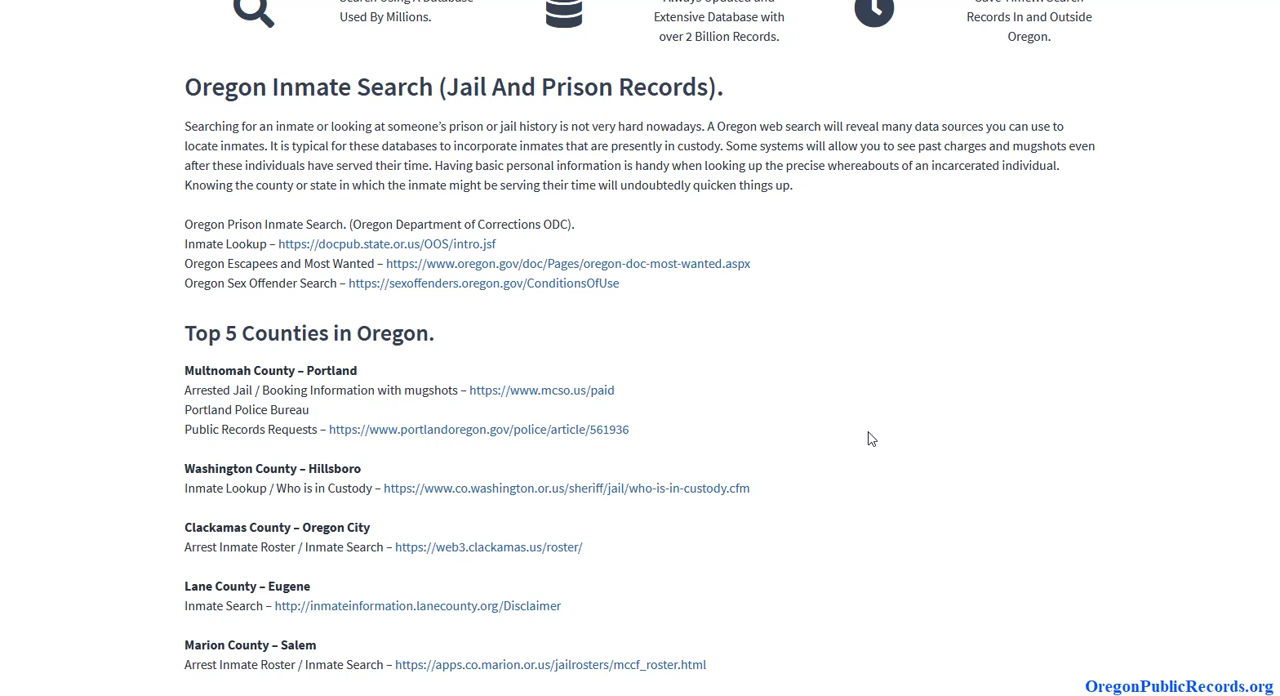 Used By Millions.
Extensive Database with
over 2 Billion Records.
Records In and Outside
Oregon.
Oregon Inmate Search (Jail And Prison Records).
Searching for an inmate or looking at someone’s prison or jail history is not very hard nowadays. A Oregon web search will reveal many data sources you can use to
locate inmates. It is typical for these databases to incorporate inmates that are presently in custody. Some systems will allow you to see past charges and mugshots even
after these individuals have served their time. Having basic personal information is handy when looking up the precise whereabouts of an incarcerated individual.
Knowing the county or state in which the inmate might be serving their time will undoubtedly quicken things up.
Oregon Prison Inmate Search. (Oregon Department of Corrections ODC).
Inmate Lookup – https://docpub.state.or.us/OOS/intro.jsf
Oregon Escapees and Most Wanted – https://www.oregon.gov/doc/Pages/oregon-doc-most-wanted.aspx
Oregon Sex Offender Search – https://sexoffenders.oregon.gov/ConditionsOfUse
Top 5 Counties in Oregon.
Multnomah County – Portland
Arrested Jail / Booking Information with mugshots – https://www.mcso.us/paid
Portland Police Bureau
Public Records Requests – https://www.portlandoregon.gov/police/article/561936
Washington County – Hillsboro
Inmate Lookup / Who is in Custody – https://www.co.washington.or.us/sheriff/jail/who-is-in-custody.cfm
Clackamas County – Oregon City
Arrest Inmate Roster / Inmate Search – https://web3.clackamas.us/roster/
Lane County – Eugene
Inmate Search – http://inmateinformation.lanecounty.org/Disclaimer
Marion County – Salem
Arrest Inmate Roster / Inmate Search – https://apps.co.marion.or.us/jailrosters/mccf_roster.html
OregonPublicRecords.org